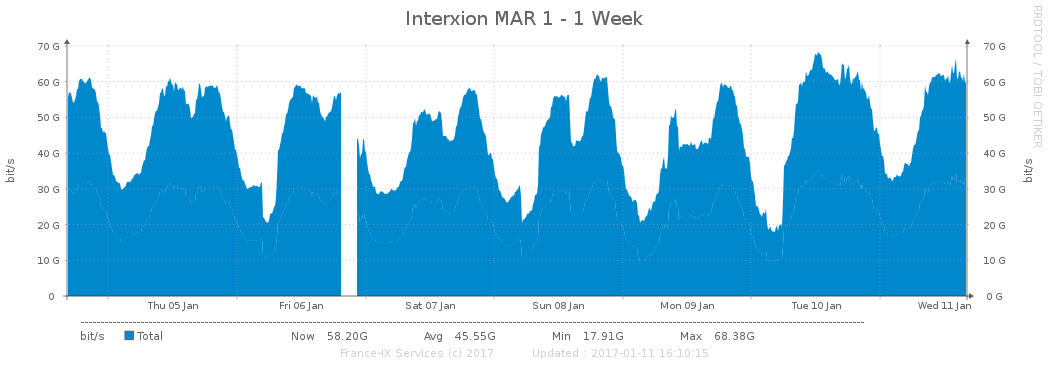 Interxion MAR 1 - 1 Week
RRDTOOL / TOBI OETIKER
70 G 70 G
60 G 60 G
50 G 50 G
40 G 40 G
30 G 30 G
20 G 20 G
10 G 10 G
0 0 G
bit/s bit/s
Thu 05 Jan Fri 06 Jan Sat 07 Jan Sun 08 Jan Mon 09 Jan Tue 10 Jan Wed 11 Jan
bit/s Total Now 58.20G Avg 45.55G Min 17.91G Max 68.38G
France-IX Services (c) 2017 Updated : 2017-01-11 16:10:15